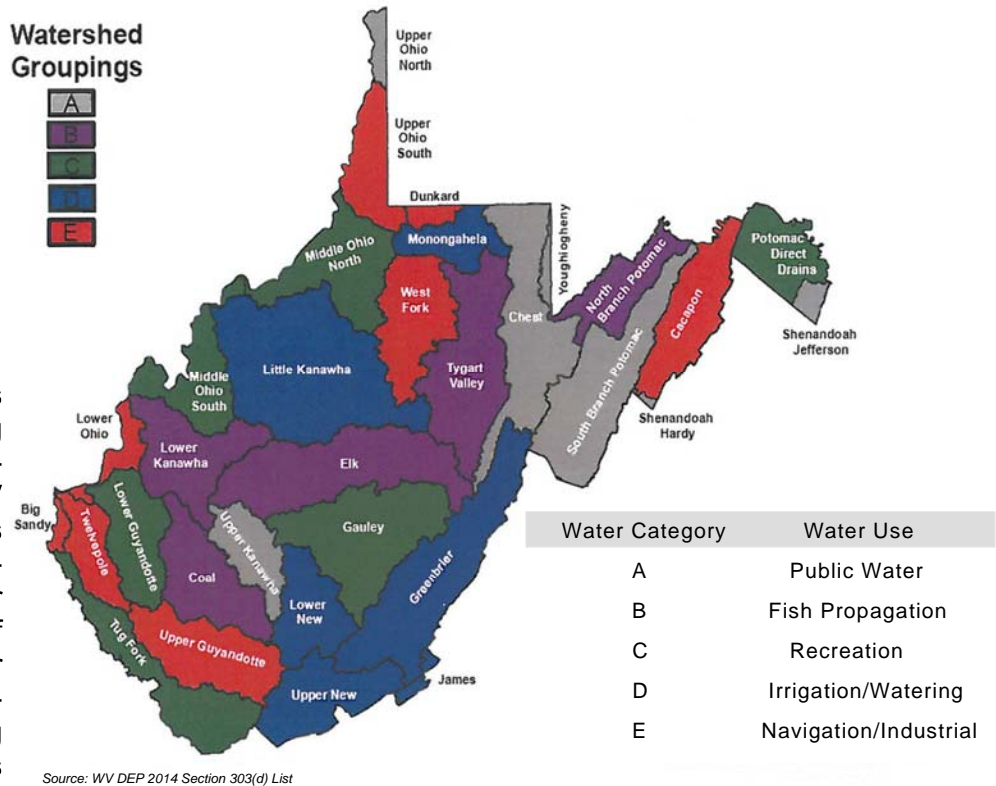 Watershed
Groupings
A
B
C
D
E
Upper
Ohio
North
Upper
Ohio
South
Dunkard
Monongahela
Middle Ohio
North
West
Fork
Youghiogheny
Chest
North
Branch Potomac
Cacapon
Potomac
Direct
Drains
Shenandoah
Jefferson
Shenandoah
Hardy
South Branch Potomac
Tygart
Valley
Little Kanawha
Middle
Ohio
South
Lower
Ohio
Lower
Kanawha
Elk
Big
Sandy
Twelvepole
Lower Guyandotte
Coal
Upper Kanawha
Gauley
Greenbrier
Lower
New
Tug Fork
Upper Guyandotte
Upper New
James
Water Category Water Use
A Public Water
B Fish Propagation
C Recreation
D Irrigation/Watering
E Navigation/Industrial
Source: WV DEP 2014 Section 303(d) List